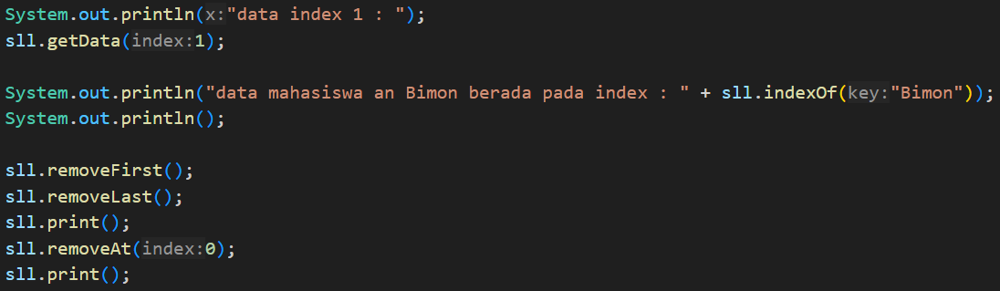 System.out.println(x:"data index 1 : ");
sll.getData(index:1);
System.out.println("data mahasiswa an Bimon berada pada index : " + sll.indexOf(key:"Bimon"));
System.out.println();
sll.removeFirst();
sll.removeLast();
sll.print();
sll.removeAt(index:0);
sll.print();